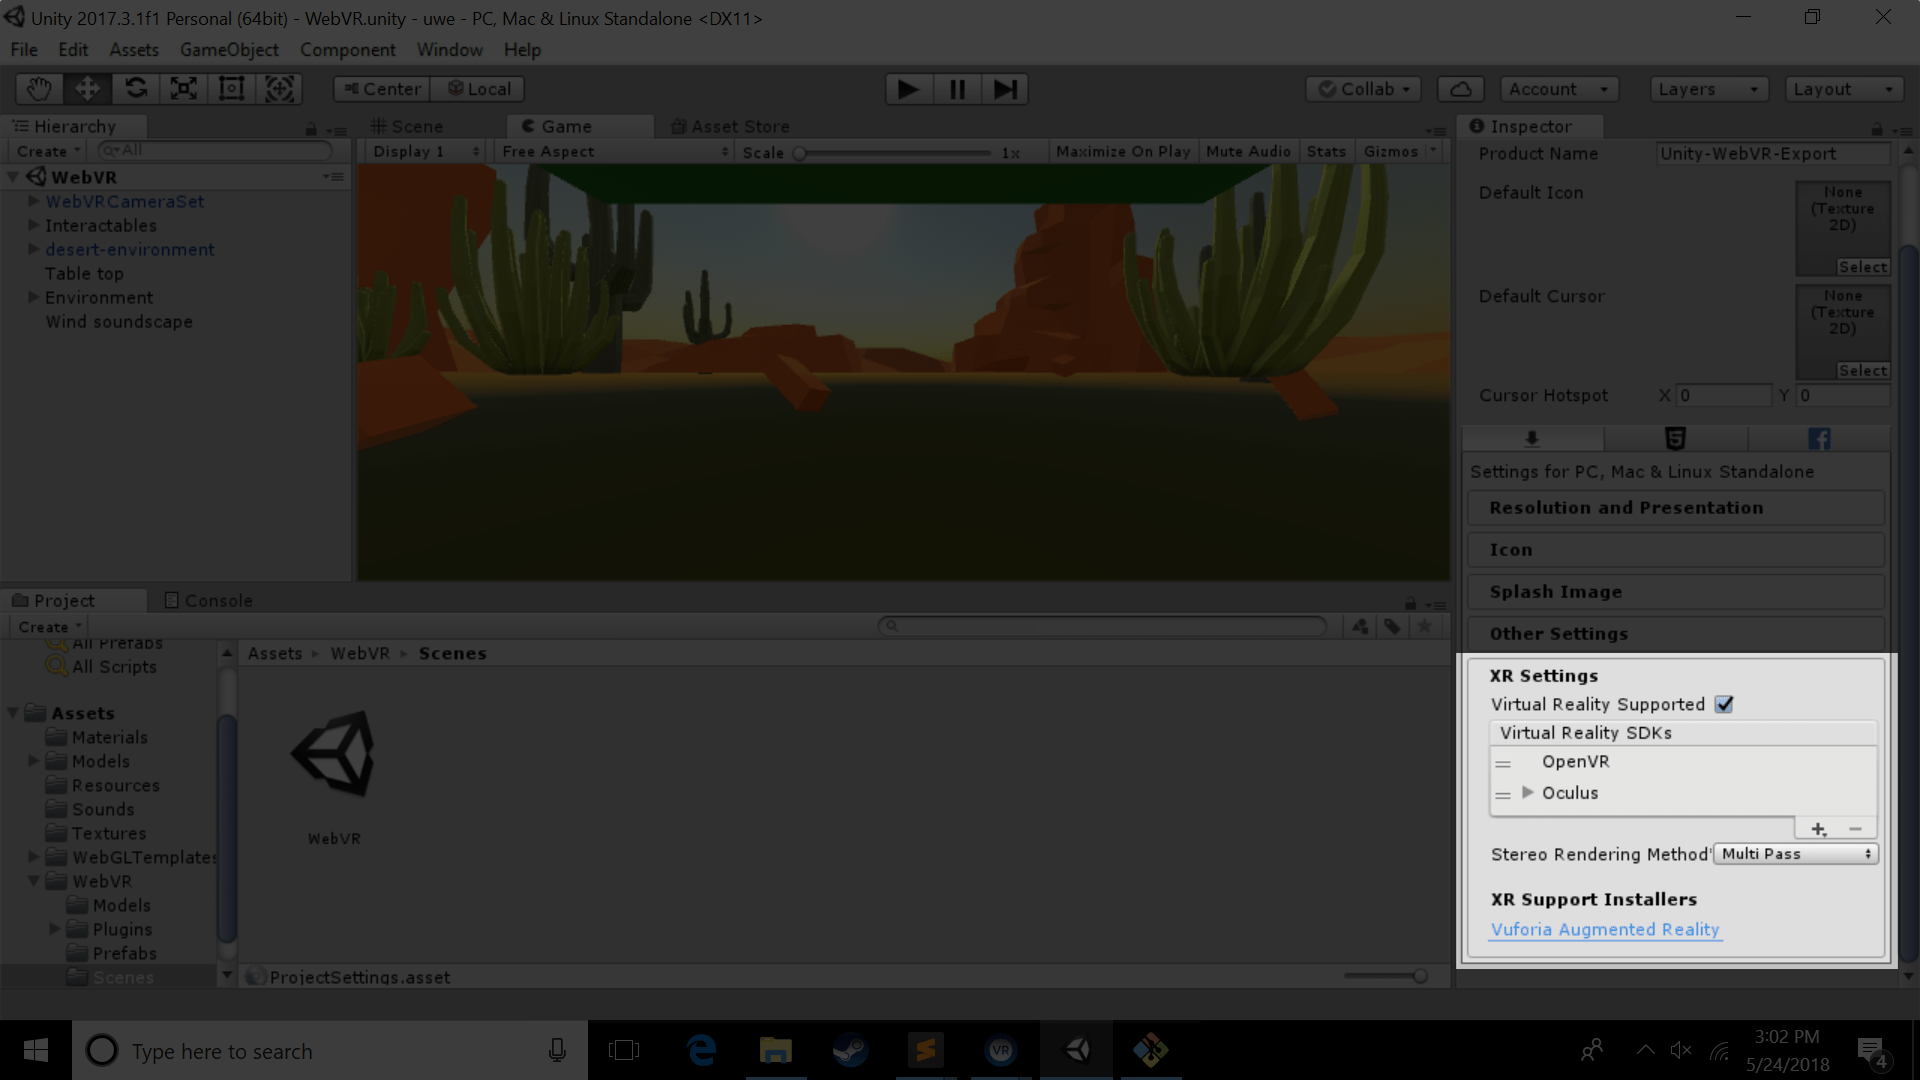 Unity 2017.3.1f1 Personal (64bit) - WebVR.unity - uwe - PC, Mac & Linux Standalone <DX11>
File Edit Assets GameObject Component Window Help
Center Local Collab Account Layers Layout
Hierarchy
Create All
WebVR
WebVRCameraSet
Interactables
desert-environment
Table top
Environment
Wind soundscape
Scene Game Asset Store
Display 1 Free Aspect Scale 1x Maximize On Play Mute Audio Stats Gizmos
Inspector
Product Name Unity-WebVR-Export
Default Icon
None
(Texture
2D)
Select
Default Cursor
None
(Texture
2D)
Select
Cursor Hotspot X 0 Y 0
Settings for PC, Mac & Linux Standalone
Resolution and Presentation
Icon
Splash Image
Other Settings
XR Settings
Virtual Reality Supported
Virtual Reality SDKs
OpenVR
Oculus
+ −
Stereo Rendering Method* Multi Pass
XR Support Installers
Vuforia Augmented Reality
Project Console
Create
All Prefabs
All Scripts
Assets
Materials
Models
Resources
Sounds
Textures
WebGLTemplates
WebVR
Models
Plugins
Prefabs
Scenes
Assets WebVR Scenes
WebVR
ProjectSettings.asset
Type here to search
VR
3:02 PM
5/24/2018
4